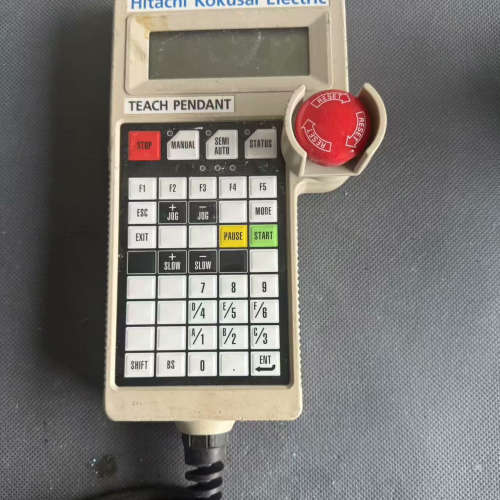 Hitachi Kokusai Electric
TEACH PENDANT
RESET RESET RESET
STOP MANUAL SEMI AUTO STATUS
F1 F2 F3 F4 F5
ESC + JOG − JOG MODE
EXIT PAUSE START
+ SLOW − SLOW
7 8 9
D/4 E/5 F/6
A/1 B/2 C/3
SHIFT BS 0 . ENT